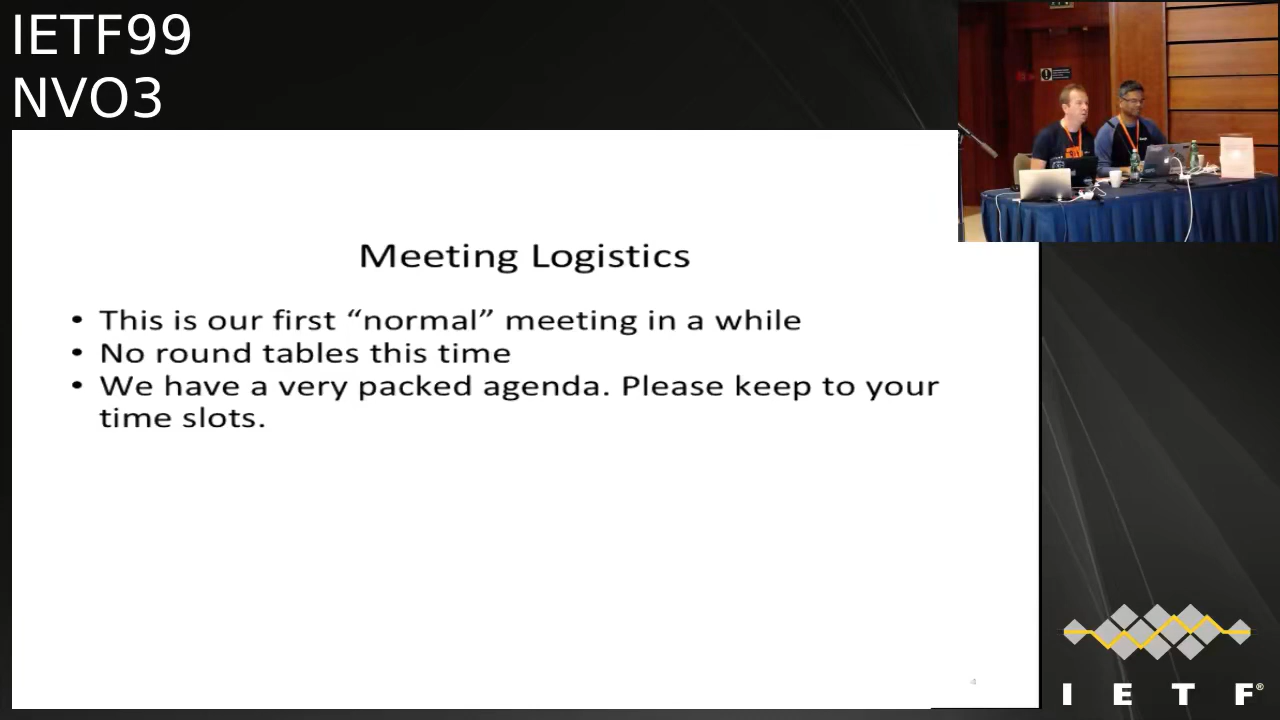 IETF99
NVO3
Meeting Logistics
• This is our first “normal” meeting in a while
• No round tables this time
• We have a very packed agenda. Please keep to your
time slots.
4
I E T F®